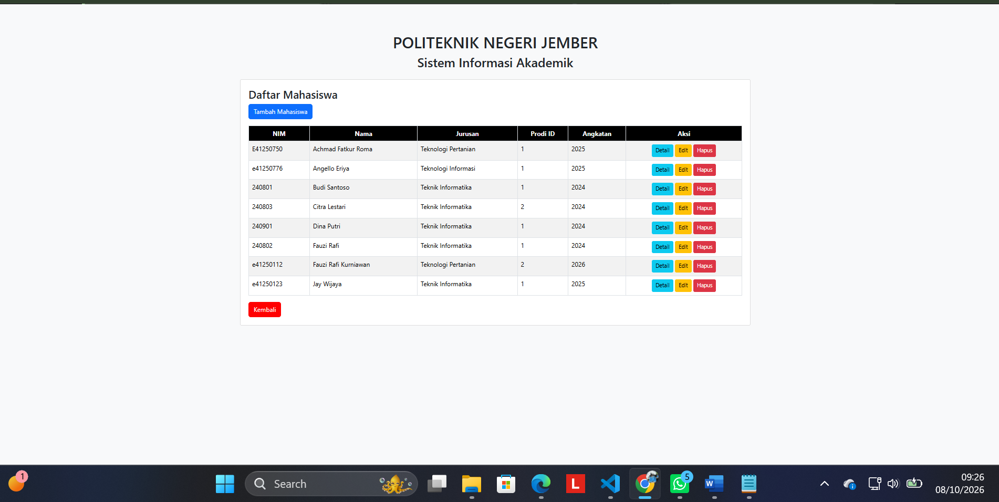 POLITEKNIK NEGERI JEMBER
Sistem Informasi Akademik
Daftar Mahasiswa
Tambah Mahasiswa
NIM Nama Jurusan Prodi ID Angkatan Aksi
E41250750 Achmad Fatkur Roma Teknologi Pertanian 1 2025 Detail Edit Hapus
e41250776 Angello Eriya Teknologi Informasi 1 2025 Detail Edit Hapus
240801 Budi Santoso Teknik Informatika 1 2024 Detail Edit Hapus
240803 Citra Lestari Teknik Informatika 2 2024 Detail Edit Hapus
240901 Dina Putri Teknik Informatika 1 2024 Detail Edit Hapus
240802 Fauzi Rafi Teknik Informatika 1 2024 Detail Edit Hapus
e41250112 Fauzi Rafi Kurniawan Teknologi Pertanian 2 2026 Detail Edit Hapus
e41250123 Jay Wijaya Teknik Informatika 1 2025 Detail Edit Hapus
Kembali
1
Search
L
5
W
09:26
08/10/2026